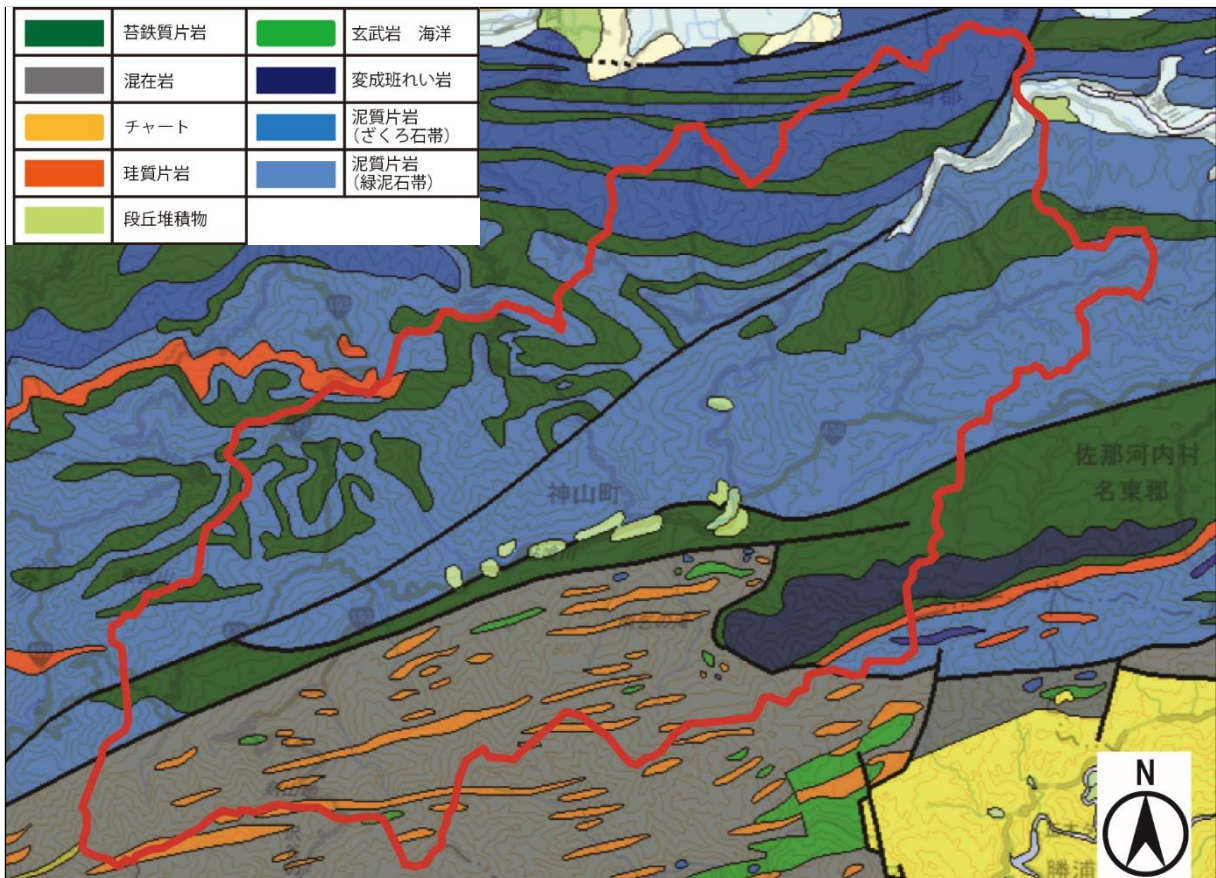 苔鉄質片岩
玄武岩 海洋
混在岩
変成班れい岩
チャート
泥質片岩
(ざくろ石帯)
珪質片岩
泥質片岩
(緑泥石帯)
段丘堆積物
193
438
神山町
佐那河内村
名東郡
勝浦
N